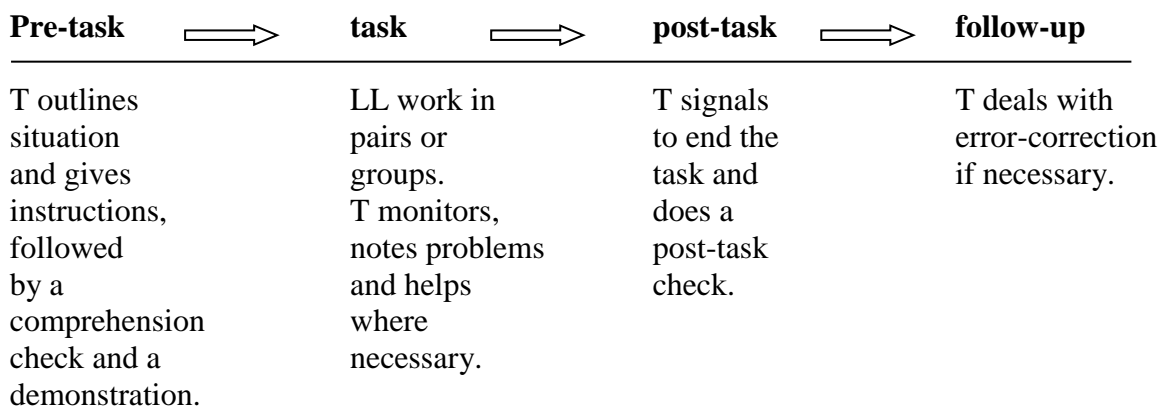 Pre-task task post-task follow-up
T outlines
situation
and gives
instructions,
followed
by a
comprehension
check and a
demonstration.
LL work in
pairs or
groups.
T monitors,
notes problems
and helps
where
necessary.
T signals
to end the
task and
does a
post-task
check.
T deals with
error-correction
if necessary.